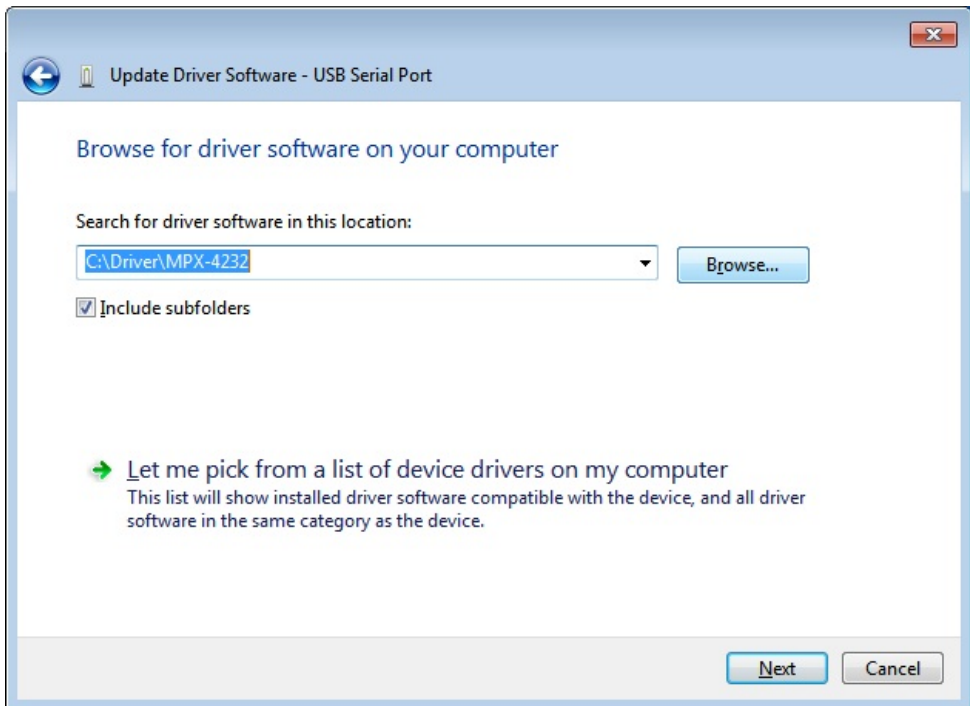 Update Driver Software - USB Serial Port
Browse for driver software on your computer
Search for driver software in this location:
C:\Driver\MPX-4232
Browse...
Include subfolders
Let me pick from a list of device drivers on my computer
This list will show installed driver software compatible with the device, and all driver
software in the same category as the device.
Next
Cancel